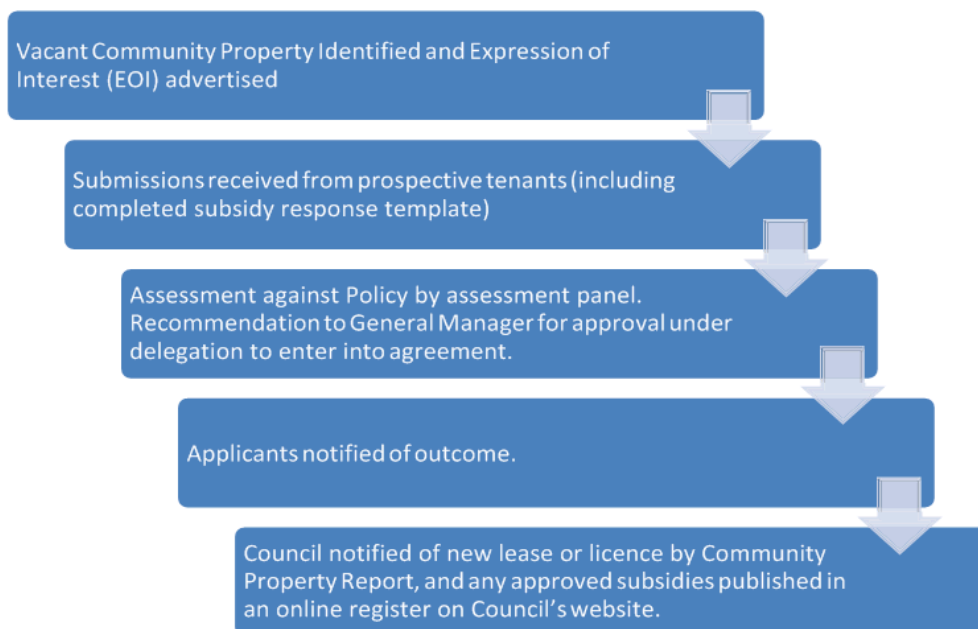 Vacant Community Property Identified and Expression of
Interest (EOI) advertised
Submissions received from prospective tenants (including
completed subsidy response template)
Assessment against Policy by assessment panel.
Recommendation to General Manager for approval under
delegation to enter into agreement.
Applicants notified of outcome.
Council notified of new lease or licence by Community
Property Report, and any approved subsidies published in
an online register on Council's website.